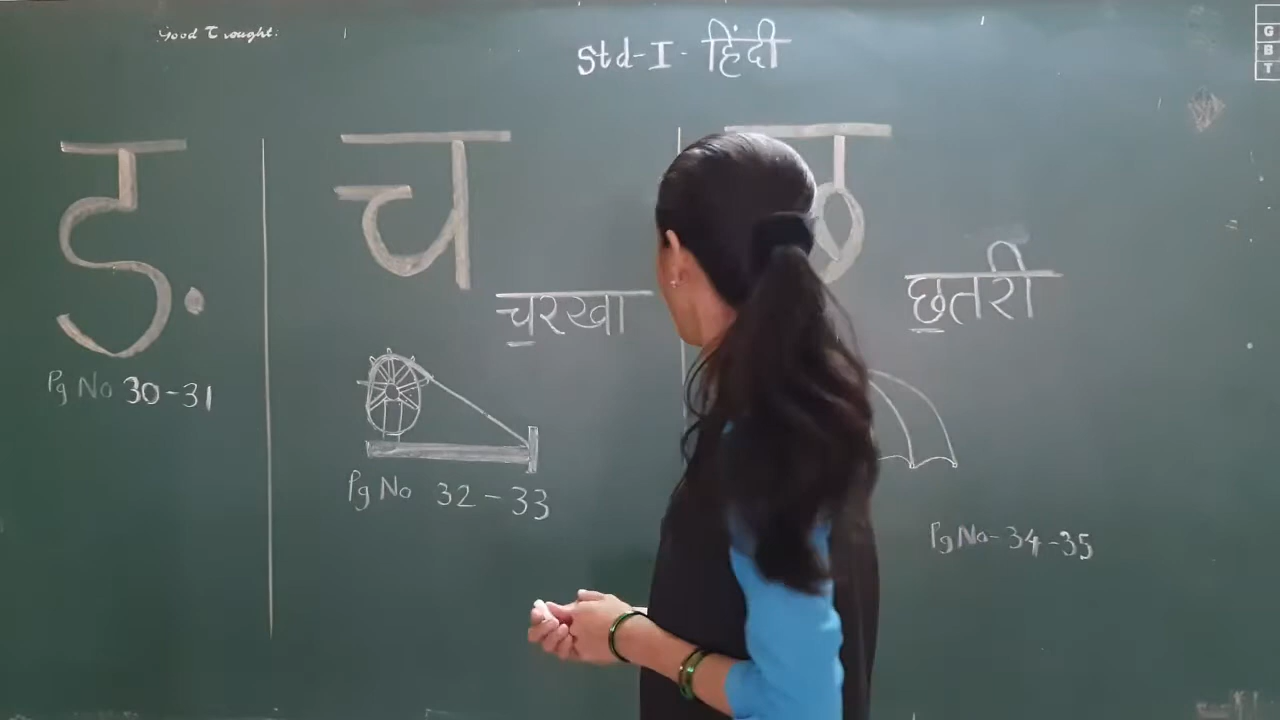 Good Thought:
Std-I- हिंदी
G
B
T
ङ
Pg No 30-31
च
चरखा
Pg No 32-33
छतरी
Pg No-34-35